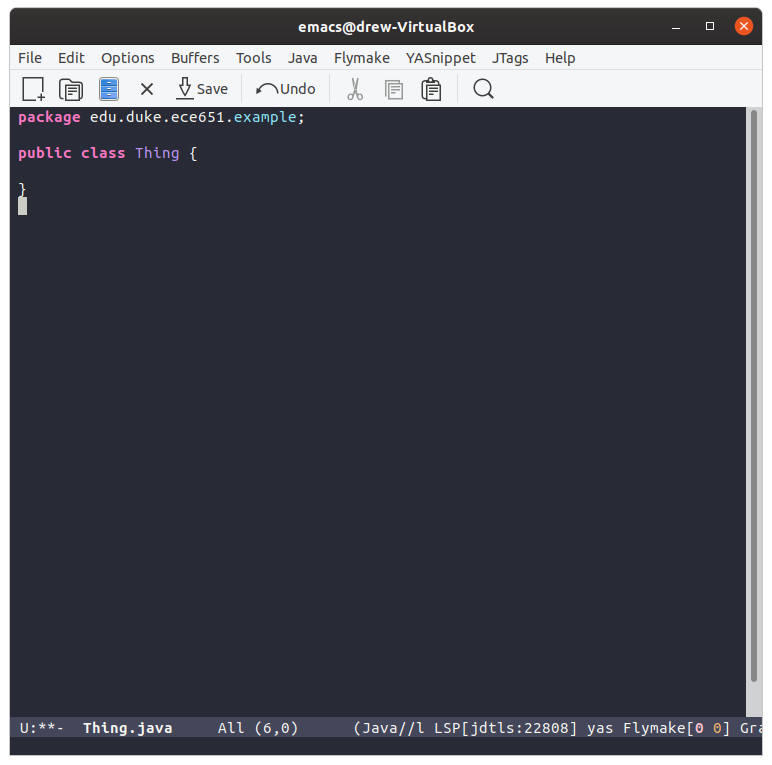 emacs@drew-VirtualBox
File Edit Options Buffers Tools Java Flymake YASnippet JTags Help
Save Undo
package edu.duke.ece651.example;
public class Thing {
}
U:**- Thing.java All (6,0) (Java//l LSP[jdtls:22808] yas Flymake[0 0] Gra